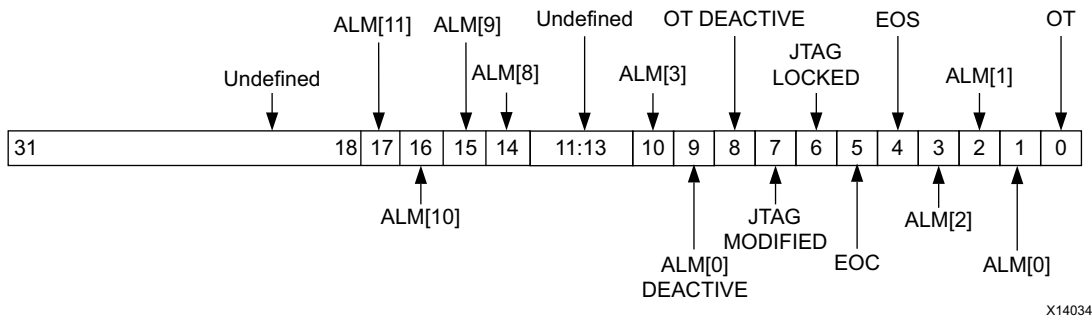 ALM[11]
ALM[9]
Undefined
OT DEACTIVE
EOS
OT
Undefined
ALM[8]
ALM[3]
JTAG
LOCKED
ALM[1]
31
18
17
16
15
14
11:13
10
9
8
7
6
5
4
3
2
1
0
ALM[10]
ALM[0]
DEACTIVE
JTAG
MODIFIED
EOC
ALM[2]
ALM[0]
X14034